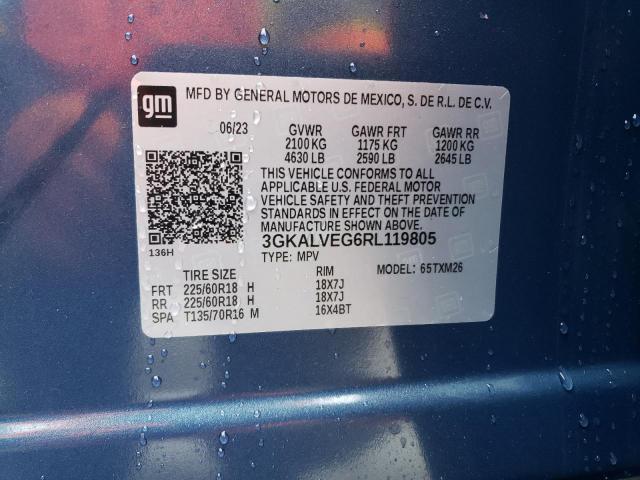 gm
MFD BY GENERAL MOTORS DE MEXICO, S. DE R.L. DE C.V.
06/23 GVWR GAWR FRT GAWR RR
2100 KG 1175 KG 1200 KG
4630 LB 2590 LB 2645 LB
THIS VEHICLE CONFORMS TO ALL
APPLICABLE U.S. FEDERAL MOTOR
VEHICLE SAFETY AND THEFT PREVENTION
STANDARDS IN EFFECT ON THE DATE OF
MANUFACTURE SHOWN ABOVE.
3GKALVEG6RL119805
136H
TYPE: MPV MODEL: 65TXM26
TIRE SIZE RIM
FRT 225/60R18 H 18X7J
RR 225/60R18 H 18X7J
SPA T135/70R16 M 16X4BT